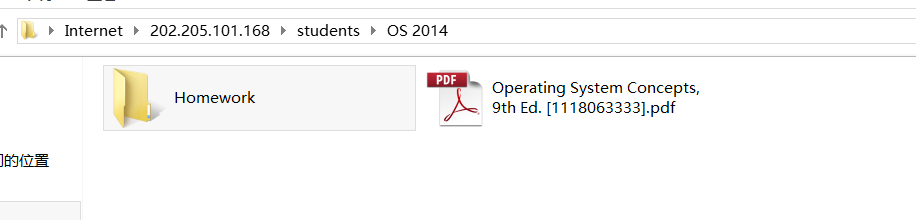 Internet › 202.205.101.168 › students › OS 2014
Homework
PDF
Operating System Concepts,
9th Ed. [1118063333].pdf
的位置